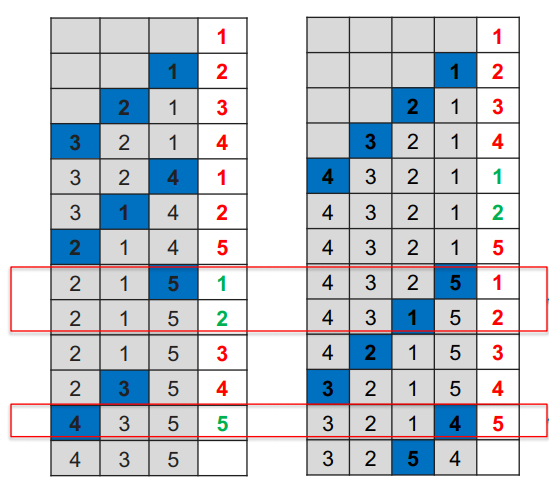 1 1
1 2 1 2
2 1 3 2 1 3
3 2 1 4 3 2 1 4
3 2 4 1 4 3 2 1 1
3 1 4 2 4 3 2 1 2
2 1 4 5 4 3 2 1 5
2 1 5 1 4 3 2 5 1
2 1 5 2 4 3 1 5 2
2 1 5 3 4 2 1 5 3
2 3 5 4 3 2 1 5 4
4 3 5 5 3 2 1 4 5
4 3 5 3 2 5 4